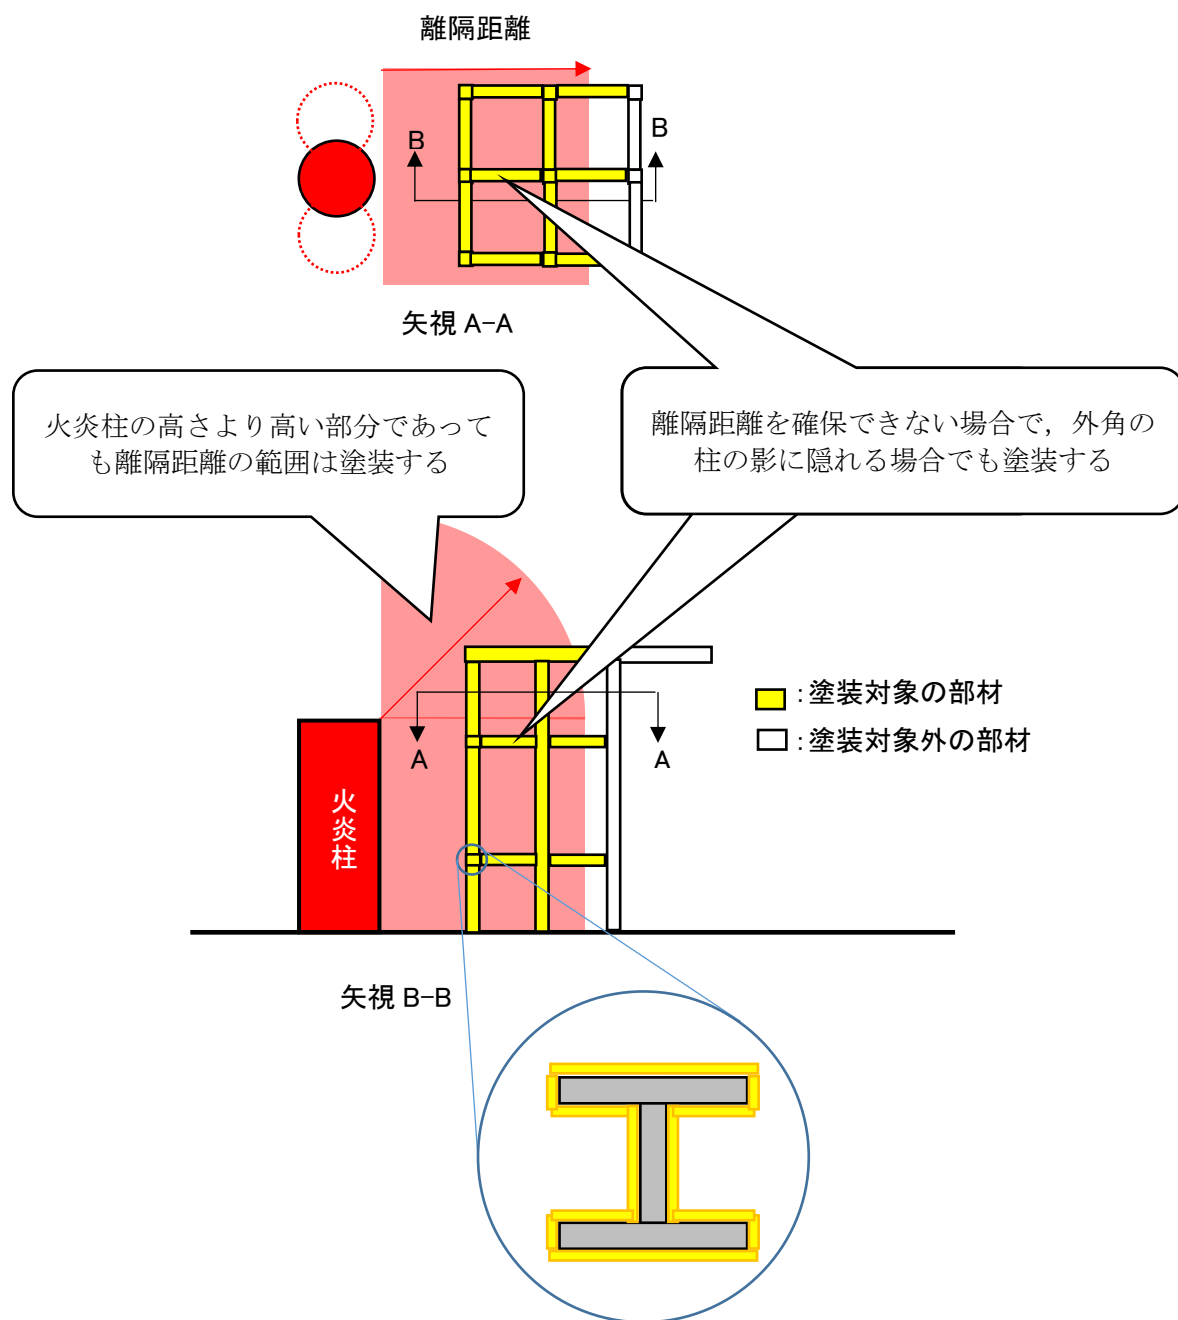 離隔距離
B
B
矢視 A-A
火炎柱の高さより高い部分であって
も離隔距離の範囲は塗装する
離隔距離を確保できない場合で，外角の
柱の影に隠れる場合でも塗装する
：塗装対象の部材
：塗装対象外の部材
A
A
火炎柱
矢視 B-B